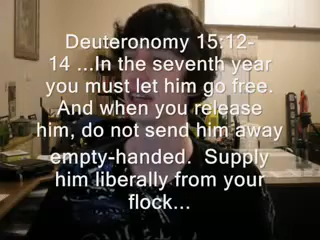 Deuteronomy 15:12-
14 ...In the seventh year
you must let him go free.
And when you release
him, do not send him away
empty-handed.  Supply
him liberally from your
flock...